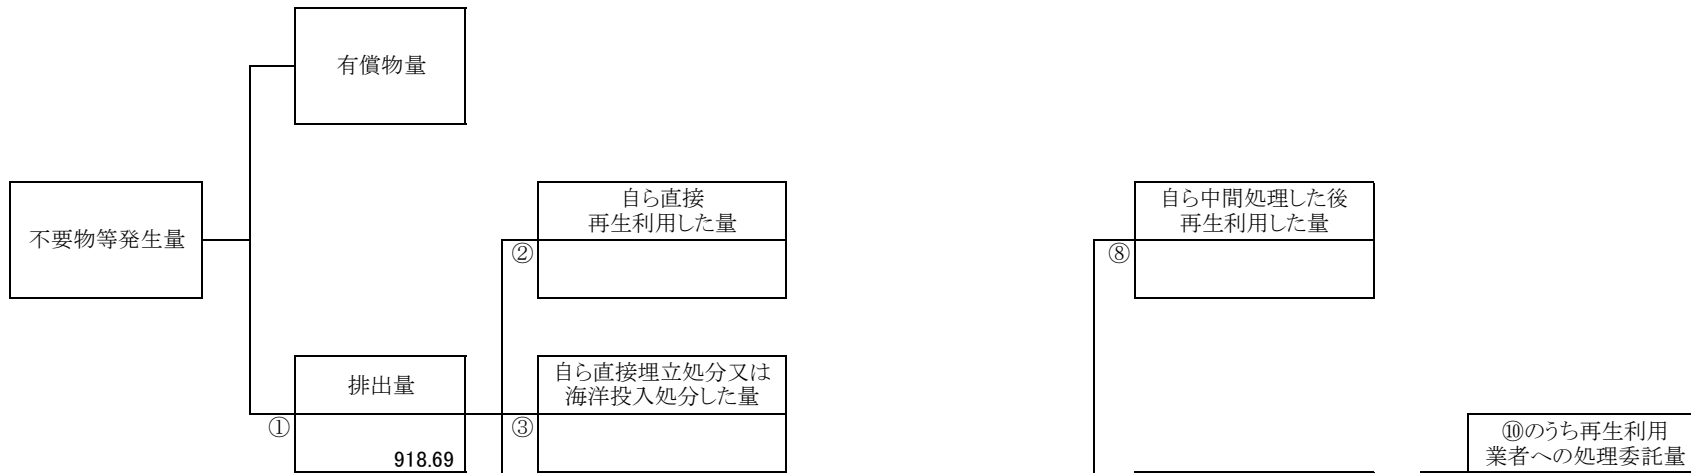 有償物量
不要物等発生量
自ら直接
再生利用した量
②
自ら中間処理した後
再生利用した量
⑧
排出量
①
918.69
自ら直接埋立処分又は
海洋投入処分した量
③
⑩のうち再生利用
業者への処理委託量